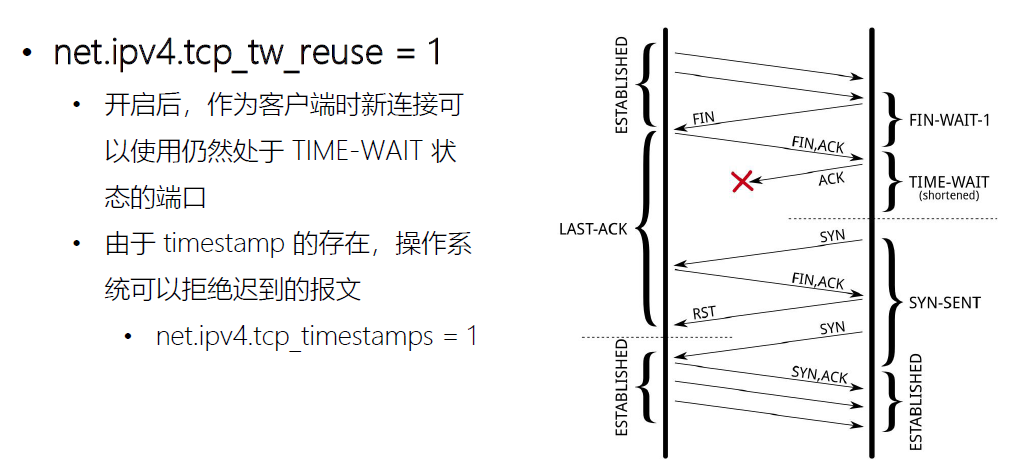 net.ipv4.tcp_tw_reuse = 1
开启后，作为客户端时新连接可
以使用仍然处于 TIME-WAIT 状
态的端口
由于 timestamp 的存在，操作系
统可以拒绝迟到的报文
net.ipv4.tcp_timestamps = 1
ESTABLISHED
FIN
FIN-WAIT-1
FIN,ACK
ACK
TIME-WAIT
(shortened)
LAST-ACK
SYN
FIN,ACK
SYN-SENT
RST
SYN
ESTABLISHED
SYN,ACK
ESTABLISHED